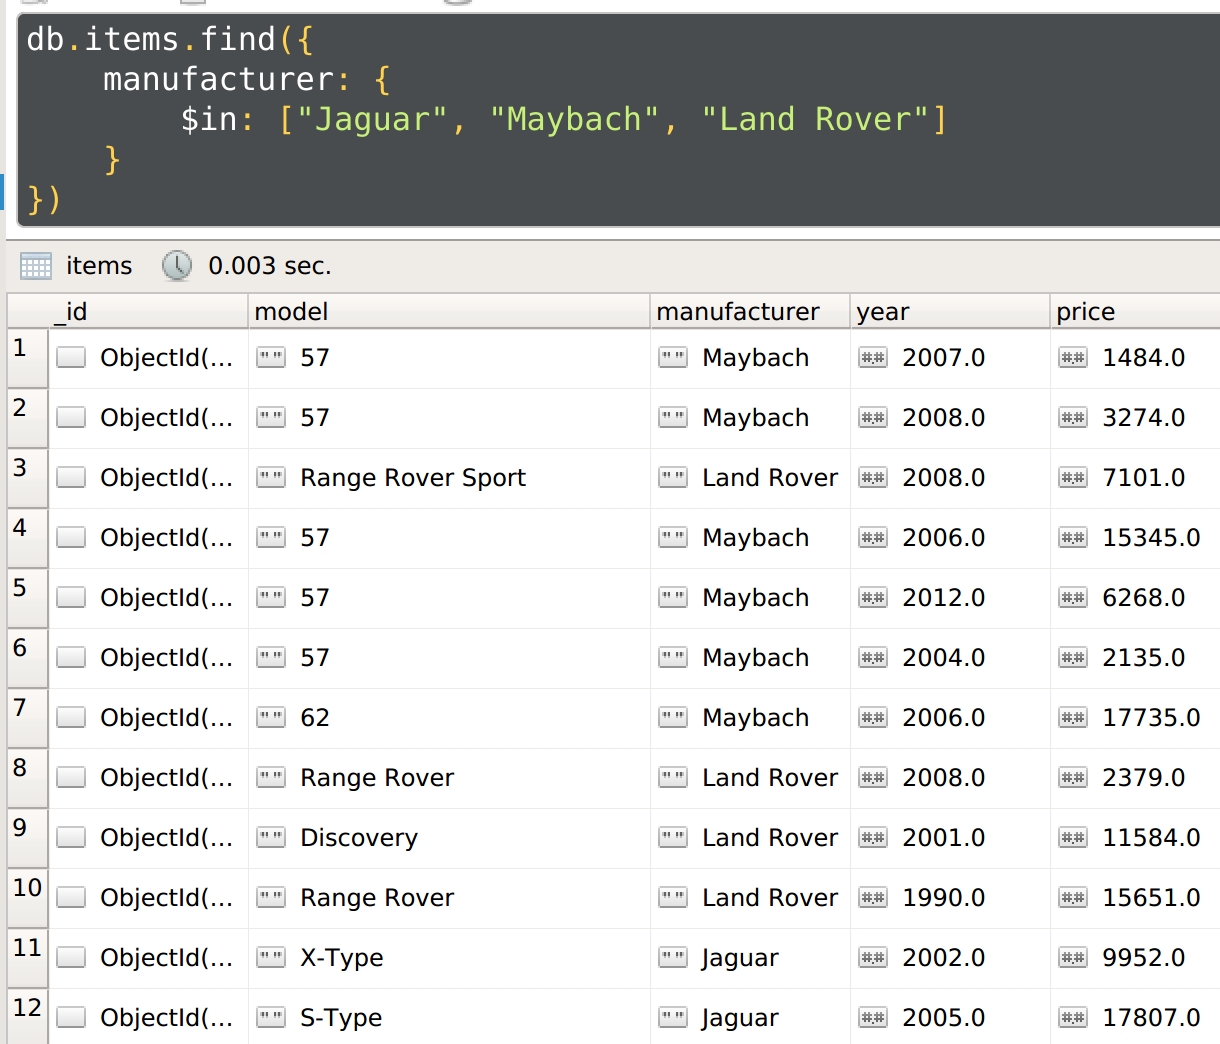 db.items.find({
manufacturer: {
$in: ["Jaguar", "Maybach", "Land Rover"]
}
})
items 0.003 sec.
_id model manufacturer year price
1 ObjectId(... "" 57 "" Maybach #.# 2007.0 #.# 1484.0
2 ObjectId(... "" 57 "" Maybach #.# 2008.0 #.# 3274.0
3 ObjectId(... "" Range Rover Sport "" Land Rover #.# 2008.0 #.# 7101.0
4 ObjectId(... "" 57 "" Maybach #.# 2006.0 #.# 15345.0
5 ObjectId(... "" 57 "" Maybach #.# 2012.0 #.# 6268.0
6 ObjectId(... "" 57 "" Maybach #.# 2004.0 #.# 2135.0
7 ObjectId(... "" 62 "" Maybach #.# 2006.0 #.# 17735.0
8 ObjectId(... "" Range Rover "" Land Rover #.# 2008.0 #.# 2379.0
9 ObjectId(... "" Discovery "" Land Rover #.# 2001.0 #.# 11584.0
10 ObjectId(... "" Range Rover "" Land Rover #.# 1990.0 #.# 15651.0
11 ObjectId(... "" X-Type "" Jaguar #.# 2002.0 #.# 9952.0
12 ObjectId(... "" S-Type "" Jaguar #.# 2005.0 #.# 17807.0